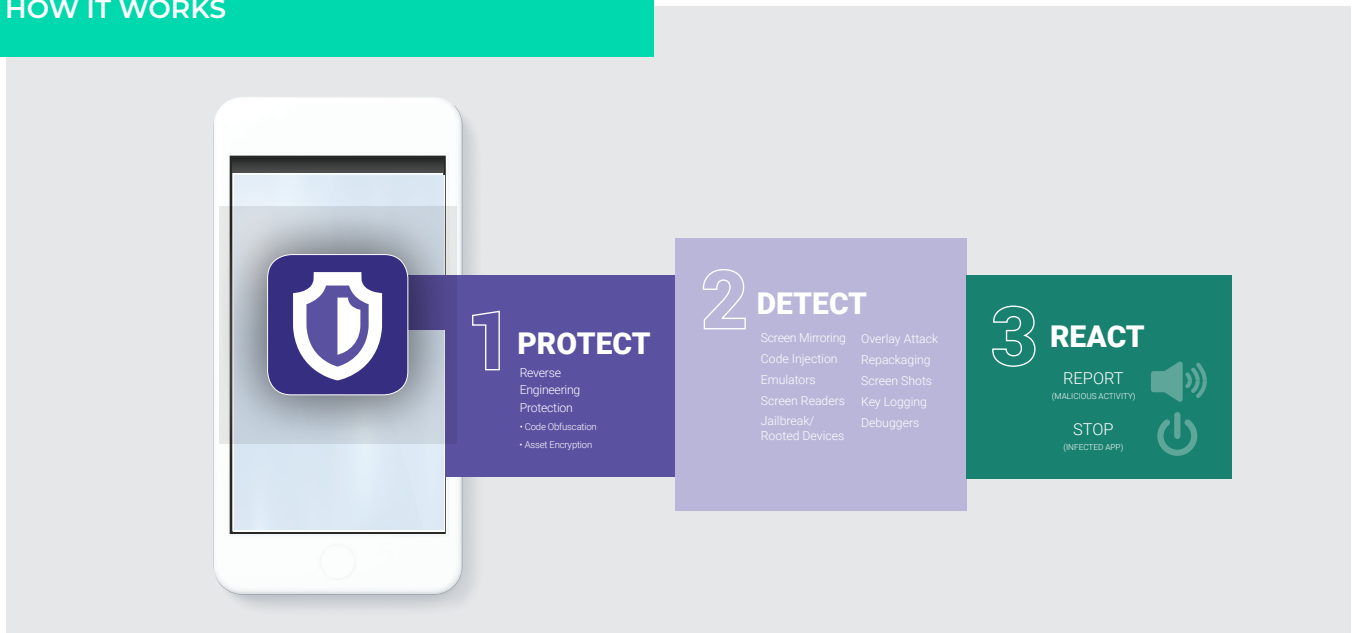 HOW IT WORKS
1
PROTECT
Reverse
Engineering
Protection
• Code Obfuscation
• Asset Encryption
2
DETECT
Screen Mirroring
Code Injection
Emulators
Screen Readers
Jailbreak/
Rooted Devices
Overlay Attack
Repackaging
Screen Shots
Key Logging
Debuggers
3
REACT
REPORT
(MALICIOUS ACTIVITY)
STOP
(INFECTED APP)